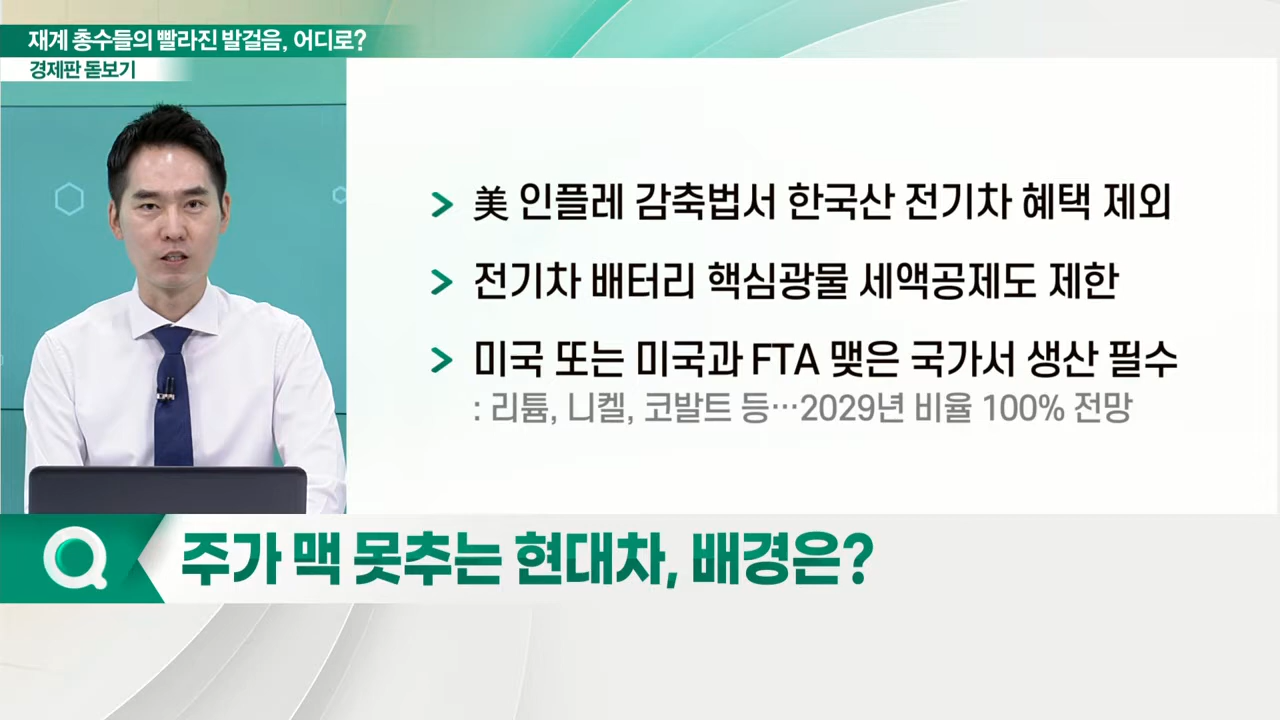 재계 총수들의 빨라진 발걸음, 어디로?
경제판 돋보기
美 인플레 감축법서 한국산 전기차 혜택 제외
전기차 배터리 핵심광물 세액공제도 제한
미국 또는 미국과 FTA 맺은 국가서 생산 필수
: 리튬, 니켈, 코발트 등…2029년 비율 100% 전망
주가 맥 못추는 현대차, 배경은?